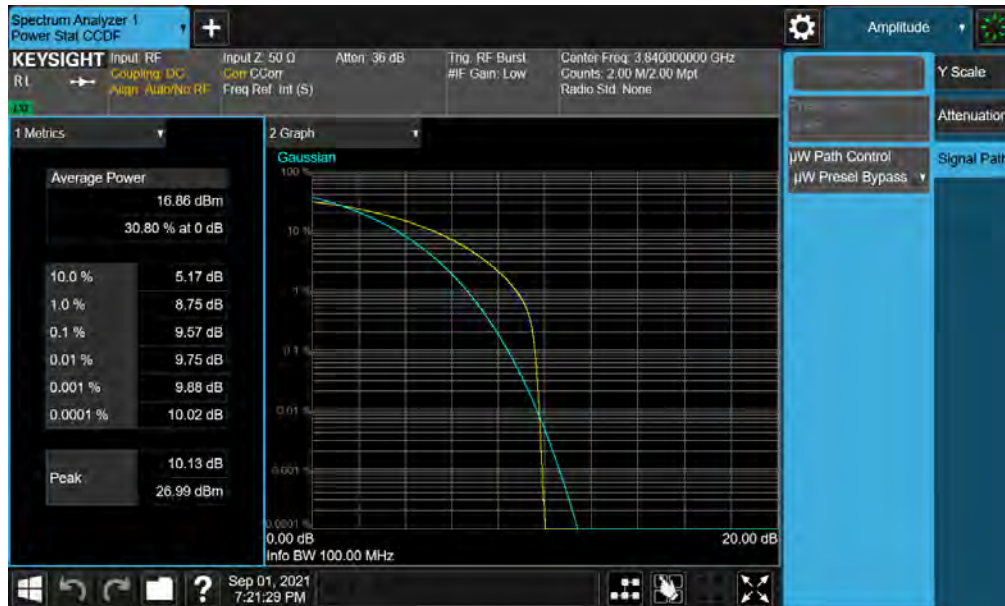 Spectrum Analyzer 1
Power Stat CCDF
+
Amplitude
KEYSIGHT
Input: RF
Coupling: DC
Align: Auto/No RF
Input Z: 50 Ω
Corr CCorr
Freq Ref: Int (S)
Atten: 36 dB
Trig: RF Burst
#IF Gain: Low
Center Freq: 3.840000000 GHz
Counts: 2.00 M/2.00 Mpt
Radio Std: None
Y Scale
Attenuation
Signal Path
µW Path Control
µW Presel Bypass
1 Metrics
Average Power
16.86 dBm
30.80 % at 0 dB
10.0 % 5.17 dB
1.0 % 8.75 dB
0.1 % 9.57 dB
0.01 % 9.75 dB
0.001 % 9.88 dB
0.0001 % 10.02 dB
Peak
10.13 dB
26.99 dBm
2 Graph
Gaussian
100 %
10 %
1 %
0.1 %
0.01 %
0.001 %
0.0001 %
0.00 dB 20.00 dB
Info BW 100.00 MHz
?
Sep 01, 2021
7:21:29 PM